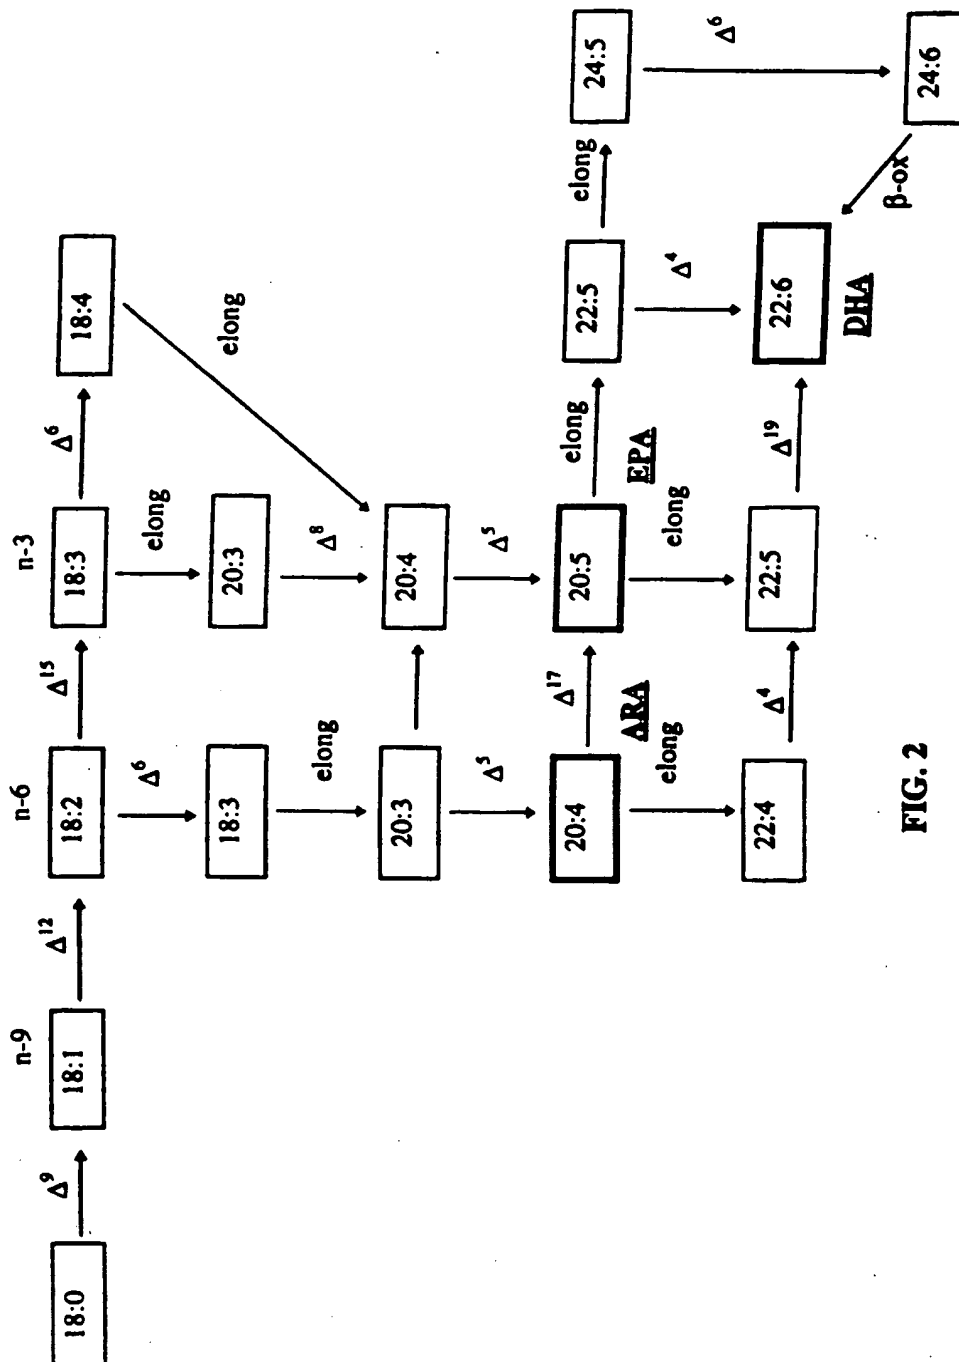 n-9
n-6
n-3
Δ⁹
Δ¹²
Δ¹⁵
Δ⁶
18:0
18:1
18:2
18:3
18:4
Δ⁶
elong
18:3
20:3
elong
elong
Δ⁸
20:3
20:4
Δ⁵
Δ⁵
Δ¹⁷
elong
elong
20:4
20:5
22:5
24:5
ARA
EPA
elong
elong
Δ⁴
Δ⁶
Δ⁴
Δ¹⁹
22:4
22:5
22:6
DHA
β-ox
24:6
FIG. 2